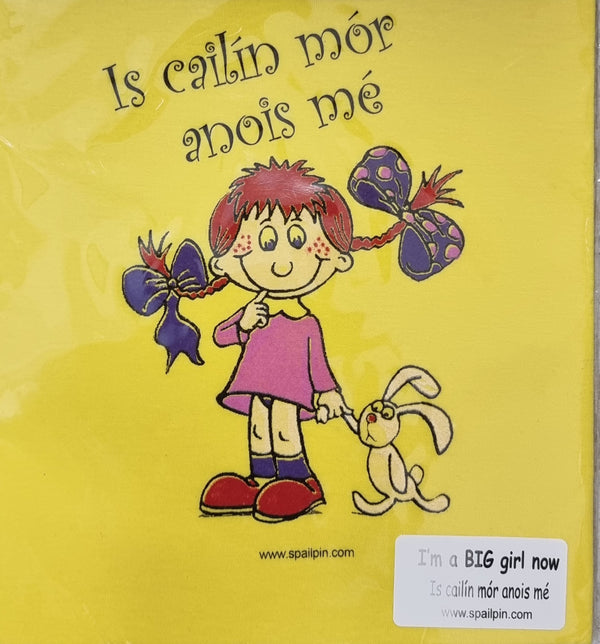 Is cailín mór
anois mé
www.spailpin.com
I'm a BIG girl now
Is cailín mór anois mé
www.spailpin.com